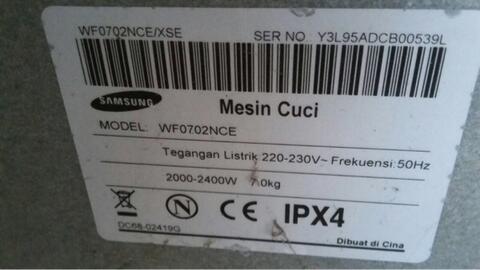 WF0702NCE/XSE SER NO Y3L95ADCB00539L
SAMSUNG Mesin Cuci
MODEL: WF0702NCE
Tegangan Listrik 220-230V~ Frekuensi:50Hz
2000-2400W 7.0kg
N CE IPX4
DC68-02419G
Dibuat di Cina